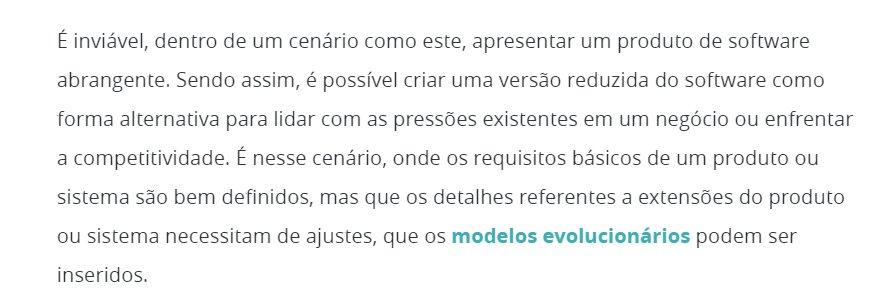 É inviável, dentro de um cenário como este, apresentar um produto de software
abrangente. Sendo assim, é possível criar uma versão reduzida do software como
forma alternativa para lidar com as pressões existentes em um negócio ou enfrentar
a competitividade. É nesse cenário, onde os requisitos básicos de um produto ou
sistema são bem definidos, mas que os detalhes referentes a extensões do produto
ou sistema necessitam de ajustes, que os modelos evolucionários podem ser
inseridos.